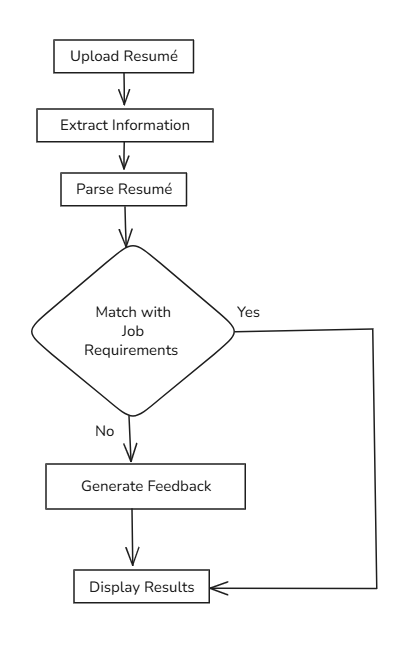 Upload Resumé
Extract Information
Parse Resumé
Match with
Job
Requirements
Yes
No
Generate Feedback
Display Results